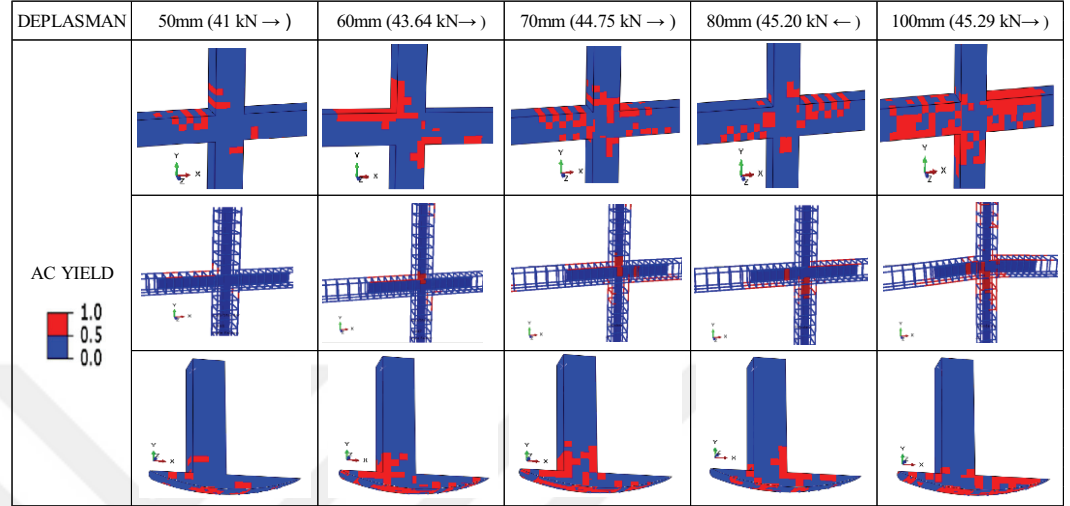 DEPLASMAN
50mm (41 kN → )
60mm (43.64 kN→)
70mm (44.75 kN →)
80mm (45.20 kN ←)
100mm (45.29 kN→)
AC YIELD
1.0
0.5
0.0
Y
Z
X
Y
Z
X
Y
Z
X
Y
Z
X
Y
Z
X